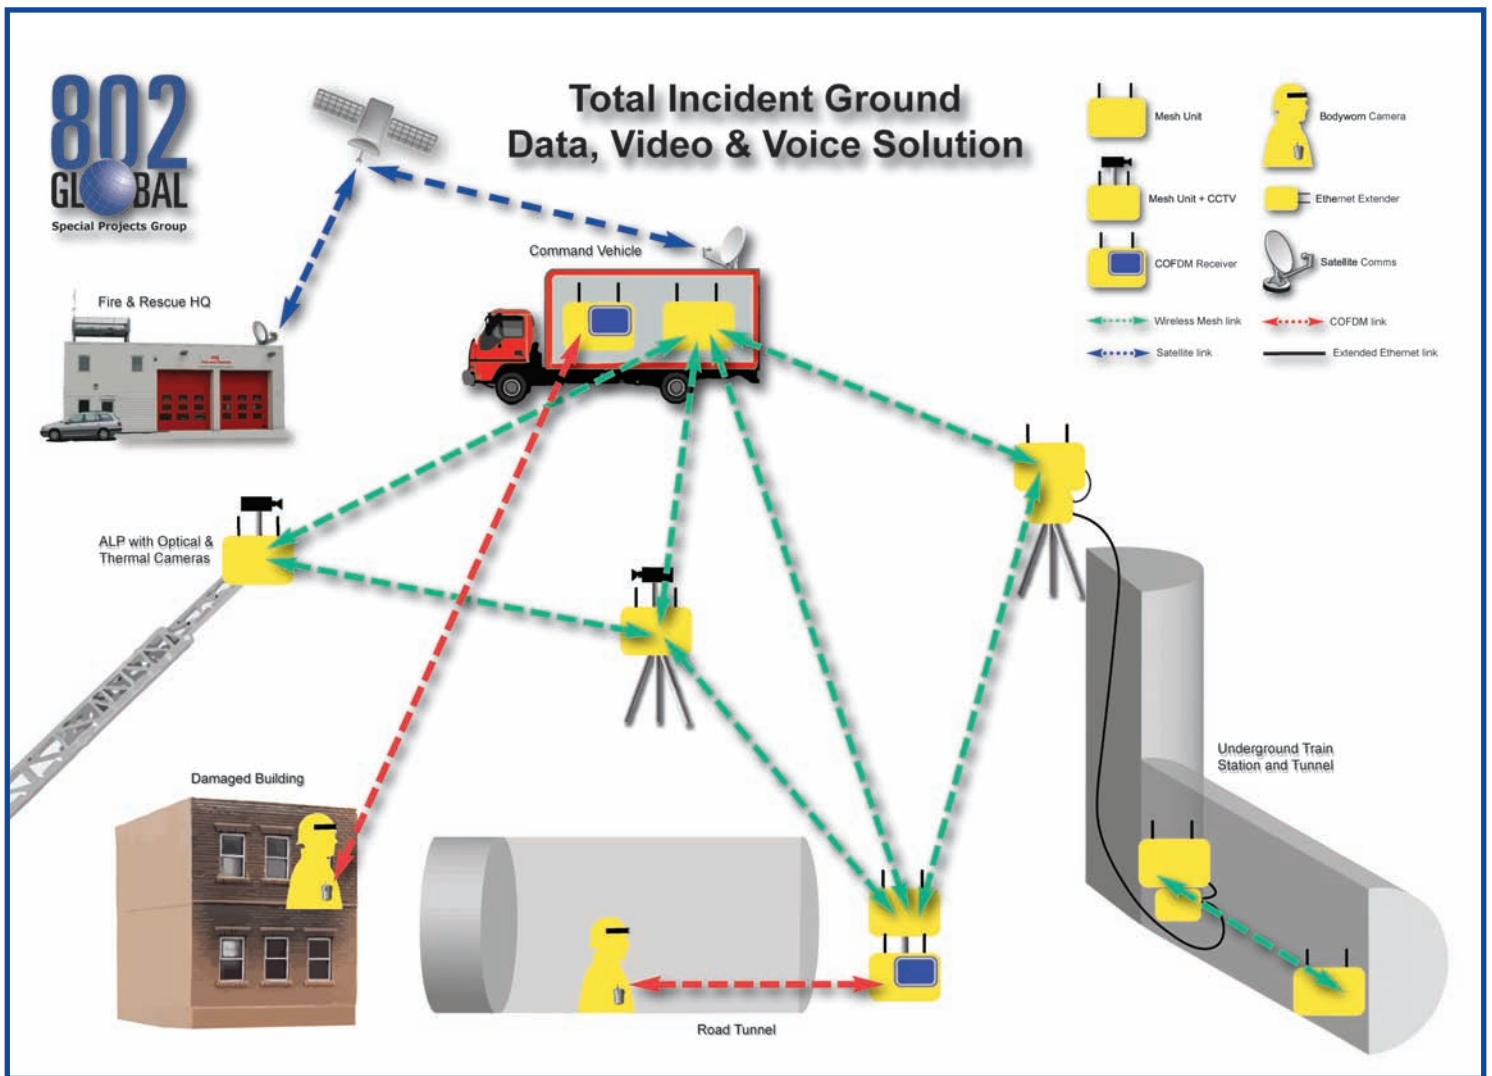 802
GLOBAL
Special Projects Group
Total Incident Ground
Data, Video & Voice Solution
Mesh Unit
Bodyworn Camera
Mesh Unit + CCTV
Ethernet Extender
COFDM Receiver
Satellite Comms
Wireless Mesh link
COFDM link
Satellite link
Extended Ethernet link
Command Vehicle
Fire & Rescue HQ
ALP with Optical &
Thermal Cameras
Underground Train
Station and Tunnel
Damaged Building
Road Tunnel